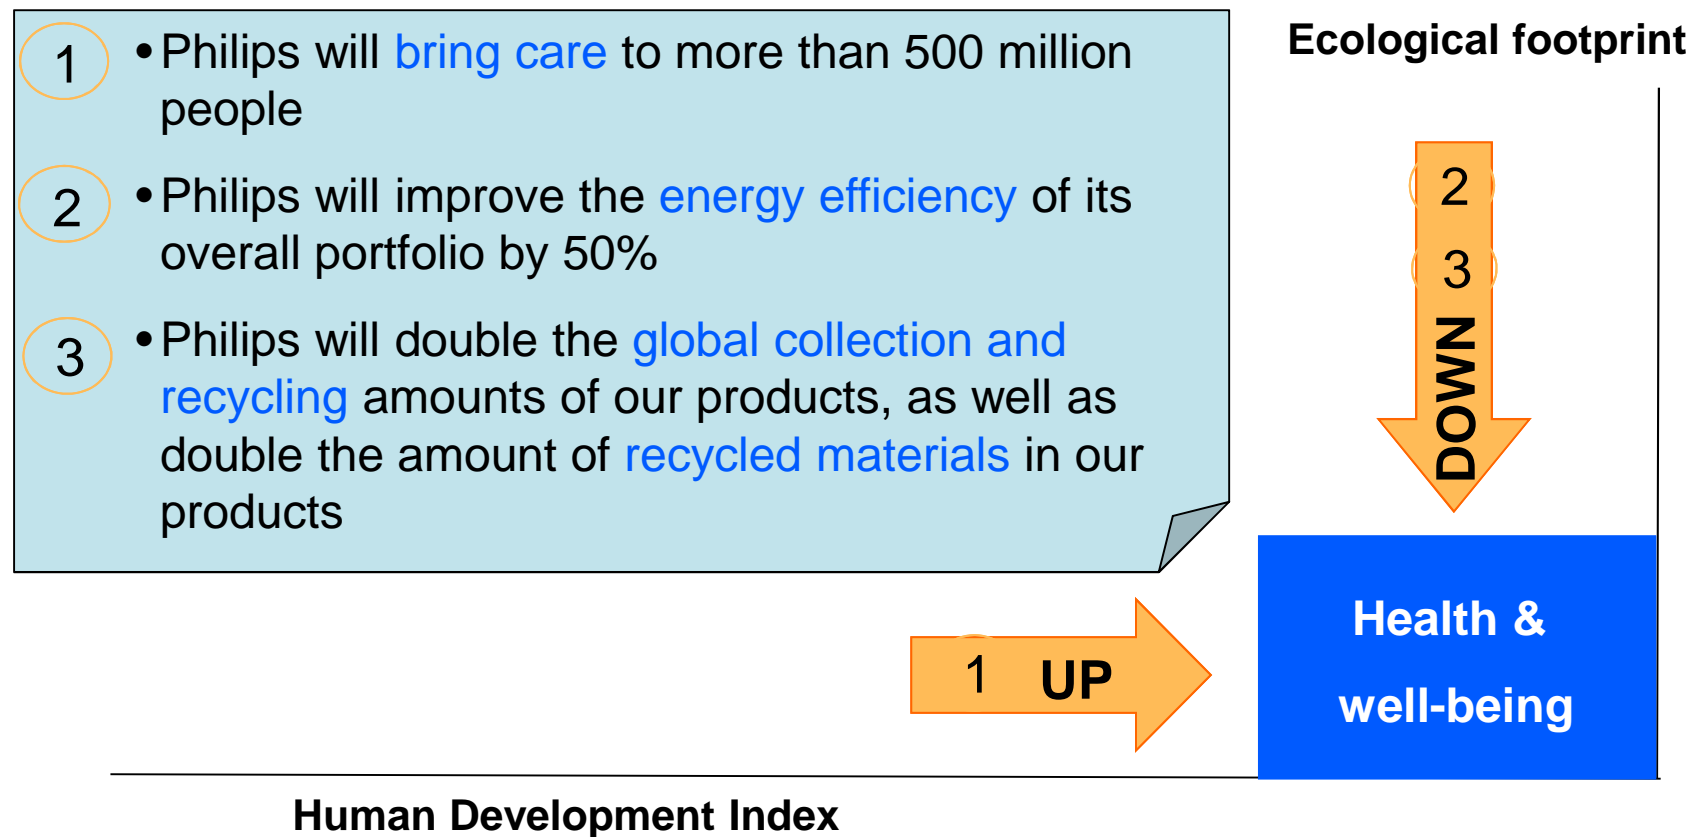 1
• Philips will bring care to more than 500 million
people
2
• Philips will improve the energy efficiency of its
overall portfolio by 50%
3
• Philips will double the global collection and
recycling amounts of our products, as well as
double the amount of recycled materials in our
products
Ecological footprint
2
3
DOWN
1 UP
Health &
well-being
Human Development Index